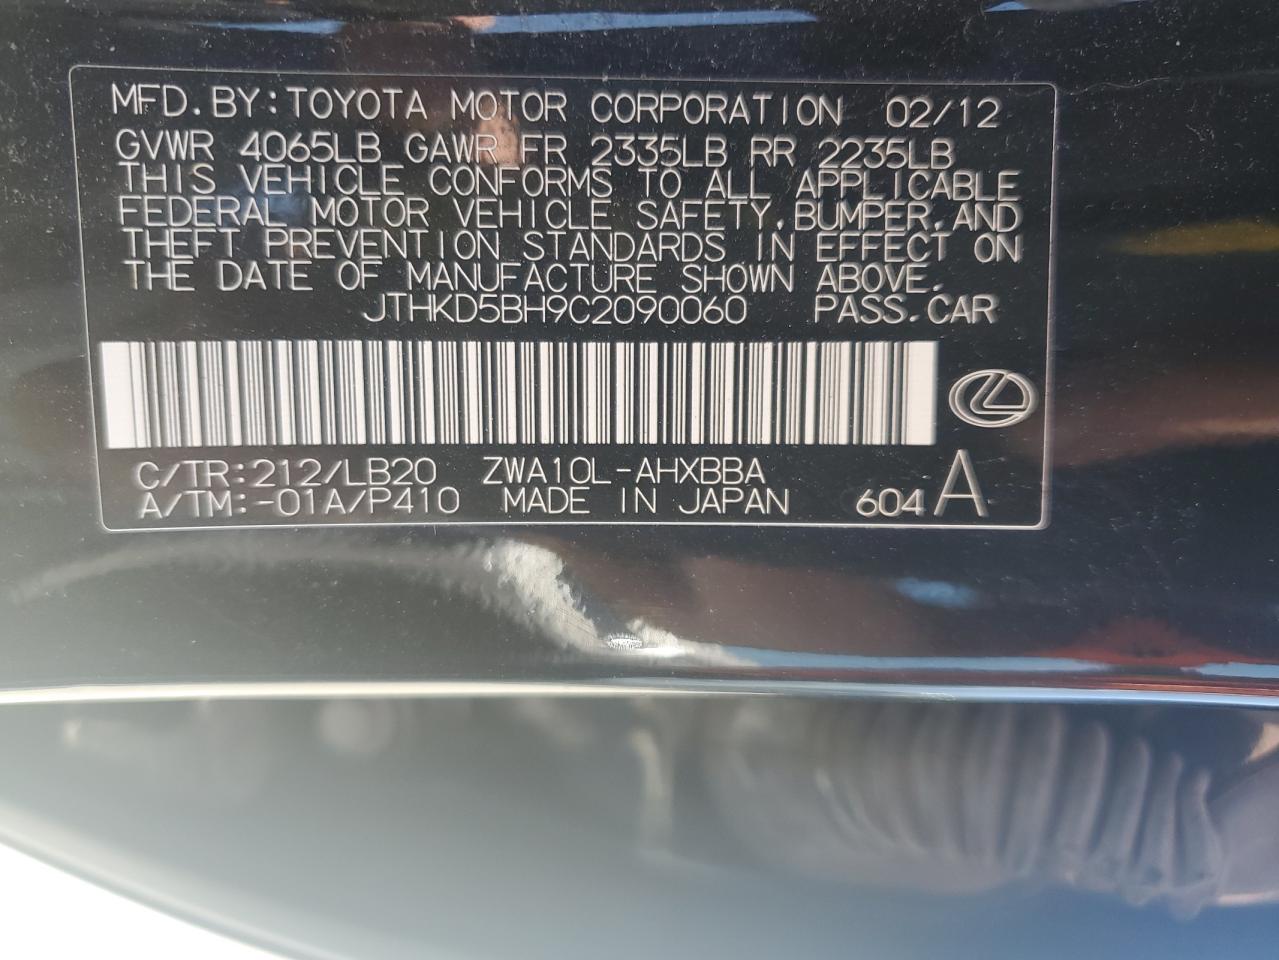 MFD.BY:TOYOTA MOTOR CORPORATION 02/12
GVWR 4065LB GAWR FR 2335LB RR 2235LB
THIS VEHICLE CONFORMS TO ALL APPLICABLE
FEDERAL MOTOR VEHICLE SAFETY,BUMPER,AND
THEFT PREVENTION STANDARDS IN EFFECT ON
THE DATE OF MANUFACTURE SHOWN ABOVE.
JTHKD5BH9C2090060 PASS.CAR
C/TR:212/LB20 ZWA10L-AHXBBA
A/TM:-01A/P410 MADE IN JAPAN 604 A